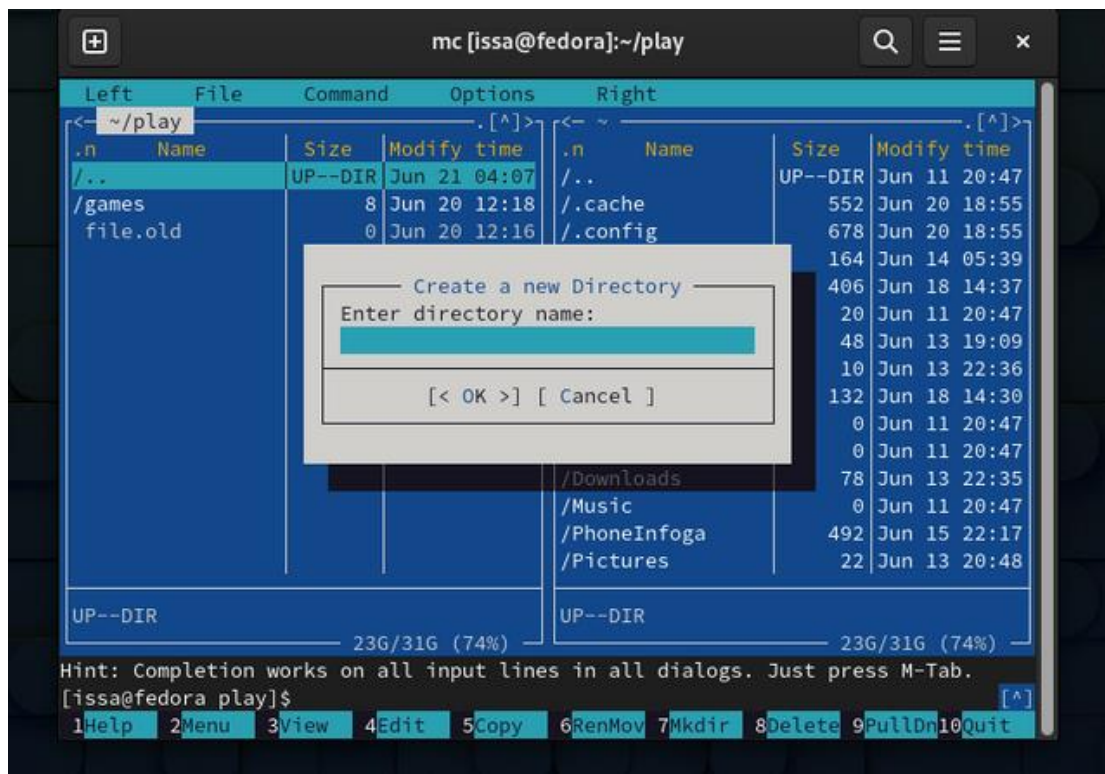 mc [issa@fedora]:~/play
Left File Command Options Right
<- ~/play .[^]>
.n Name Size Modify time
/.. UP--DIR Jun 21 04:07
/games 8 Jun 20 12:18
file.old 0 Jun 20 12:16
UP--DIR
23G/31G (74%)
<- ~ .[^]>
.n Name Size Modify time
/.. UP--DIR Jun 11 20:47
/.cache 552 Jun 20 18:55
/.config 678 Jun 20 18:55
164 Jun 14 05:39
406 Jun 18 14:37
20 Jun 11 20:47
48 Jun 13 19:09
10 Jun 13 22:36
132 Jun 18 14:30
0 Jun 11 20:47
0 Jun 11 20:47
/Downloads 78 Jun 13 22:35
/Music 0 Jun 11 20:47
/PhoneInfoga 492 Jun 15 22:17
/Pictures 22 Jun 13 20:48
UP--DIR
23G/31G (74%)
Create a new Directory
Enter directory name:
[< OK >] [ Cancel ]
Hint: Completion works on all input lines in all dialogs. Just press M-Tab.
[issa@fedora play]$ [^]
1Help 2Menu 3View 4Edit 5Copy 6RenMov 7Mkdir 8Delete 9PullDn 10Quit